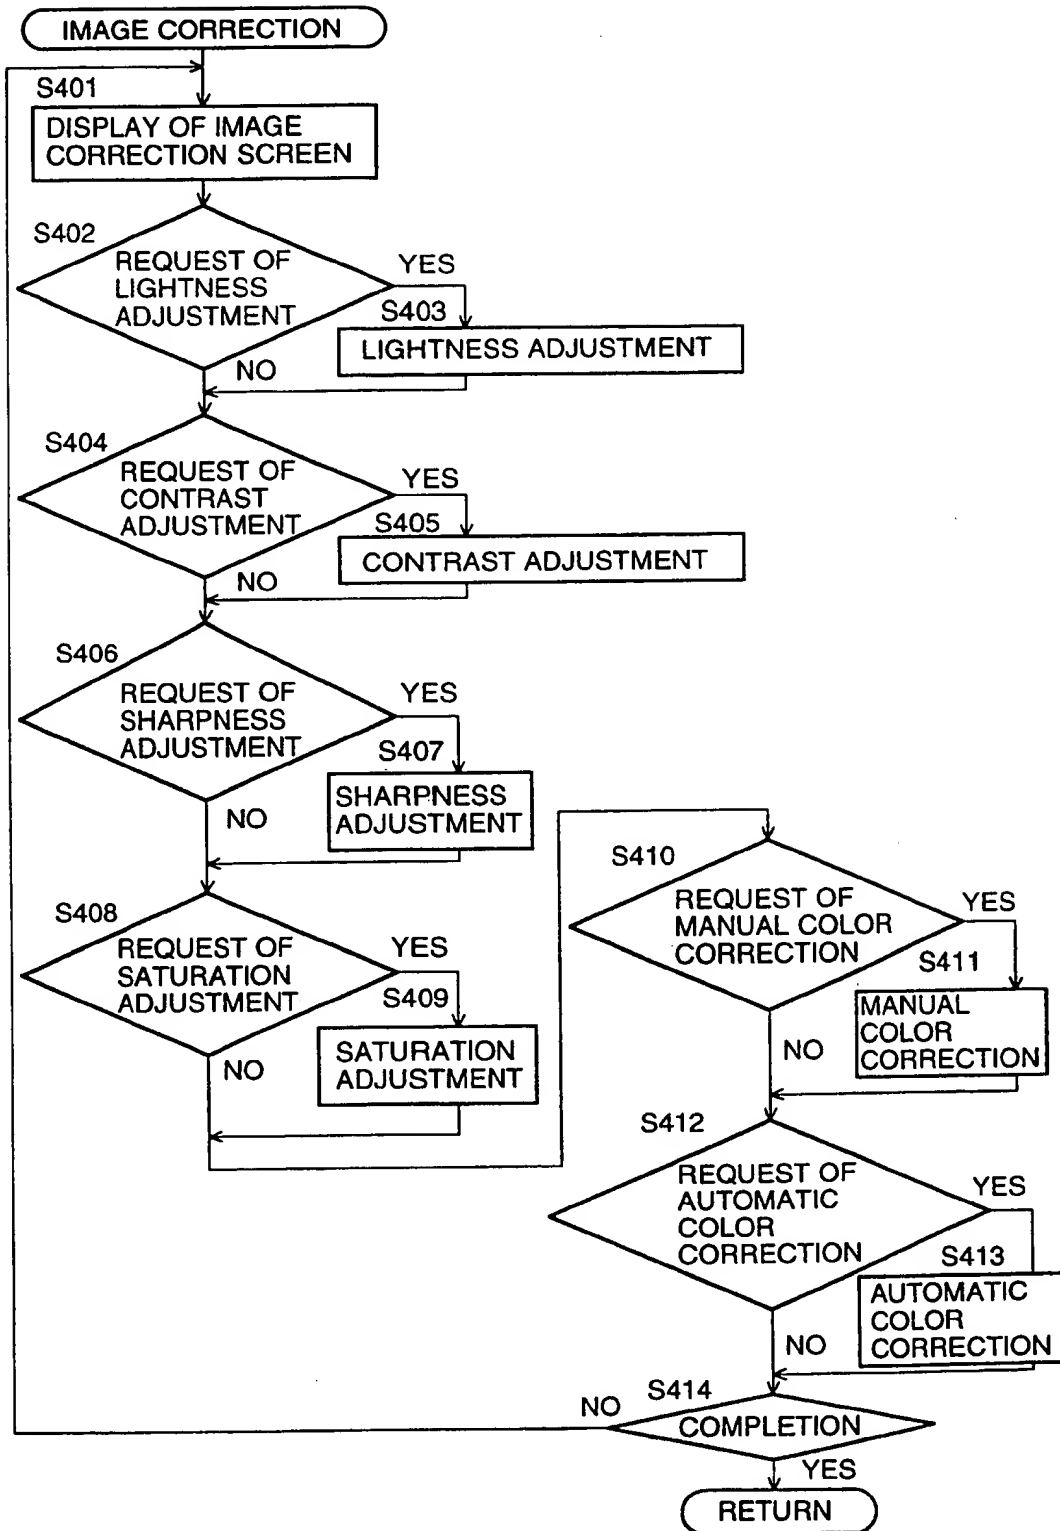 IMAGE CORRECTION
S401
DISPLAY OF IMAGE
CORRECTION SCREEN
S402
REQUEST OF
LIGHTNESS
ADJUSTMENT
YES
S403
LIGHTNESS ADJUSTMENT
NO
S404
REQUEST OF
CONTRAST
ADJUSTMENT
YES
S405
CONTRAST ADJUSTMENT
NO
S406
REQUEST OF
SHARPNESS
ADJUSTMENT
YES
S407
SHARPNESS
ADJUSTMENT
NO
S408
REQUEST OF
SATURATION
ADJUSTMENT
YES
S409
SATURATION
ADJUSTMENT
NO
S410
REQUEST OF
MANUAL COLOR
CORRECTION
YES
S411
MANUAL
COLOR
CORRECTION
NO
S412
REQUEST OF
AUTOMATIC
COLOR
CORRECTION
YES
S413
AUTOMATIC
COLOR
CORRECTION
NO
S414
COMPLETION
NO
YES
RETURN